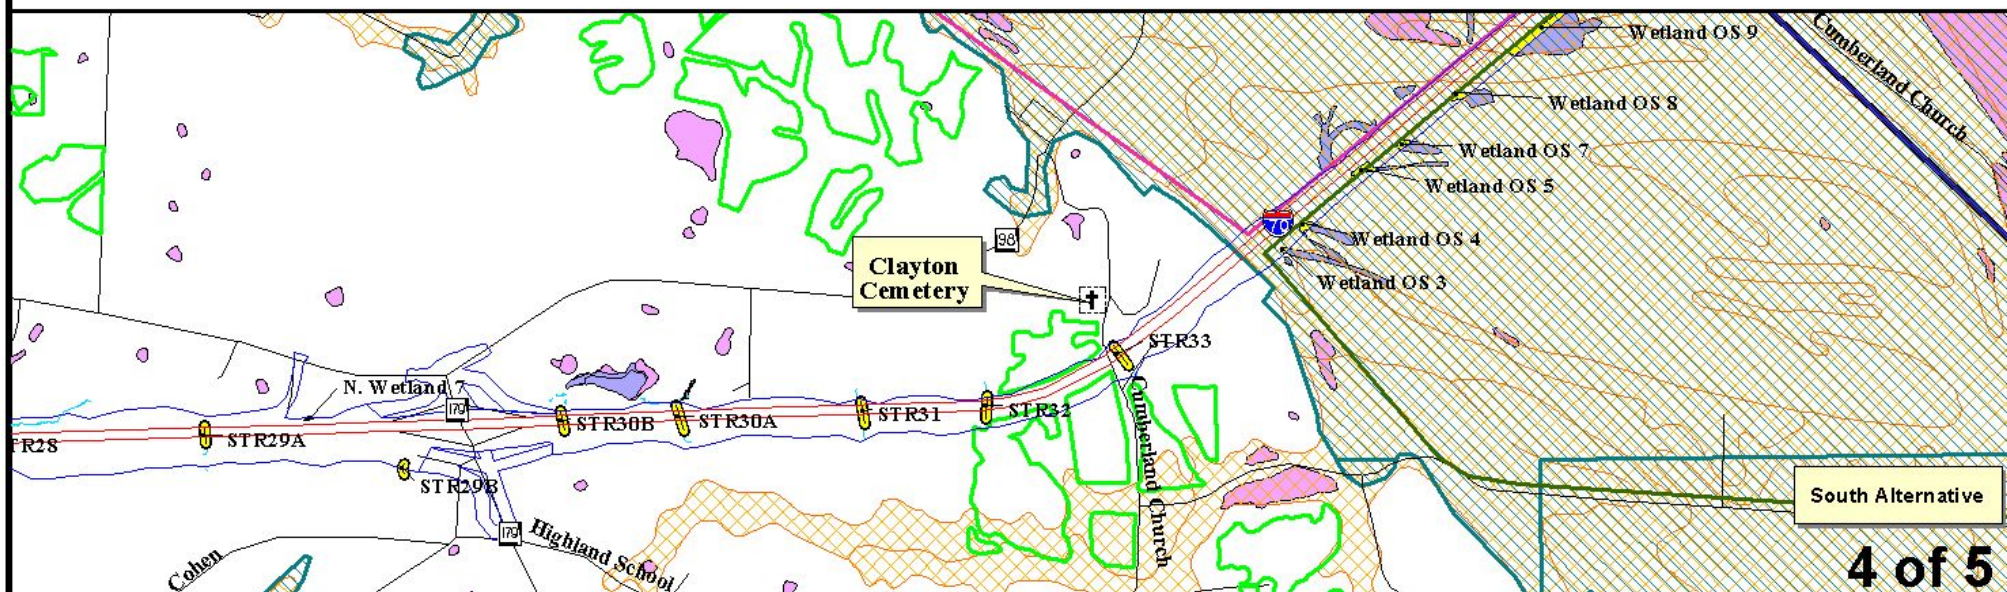 Wetland OS 9
Cumberland Church
Wetland OS 8
Wetland OS 7
Wetland OS 5
70
Wetland OS 4
Wetland OS 3
98
Clayton
Cemetery
STR33
N. Wetland 7
179
TR28
STR29A
STR30B
STR30A
STR31
STR32
STR29B
Cumberland Church
South Alternative
179
Highland School
Cohen
4 of 5